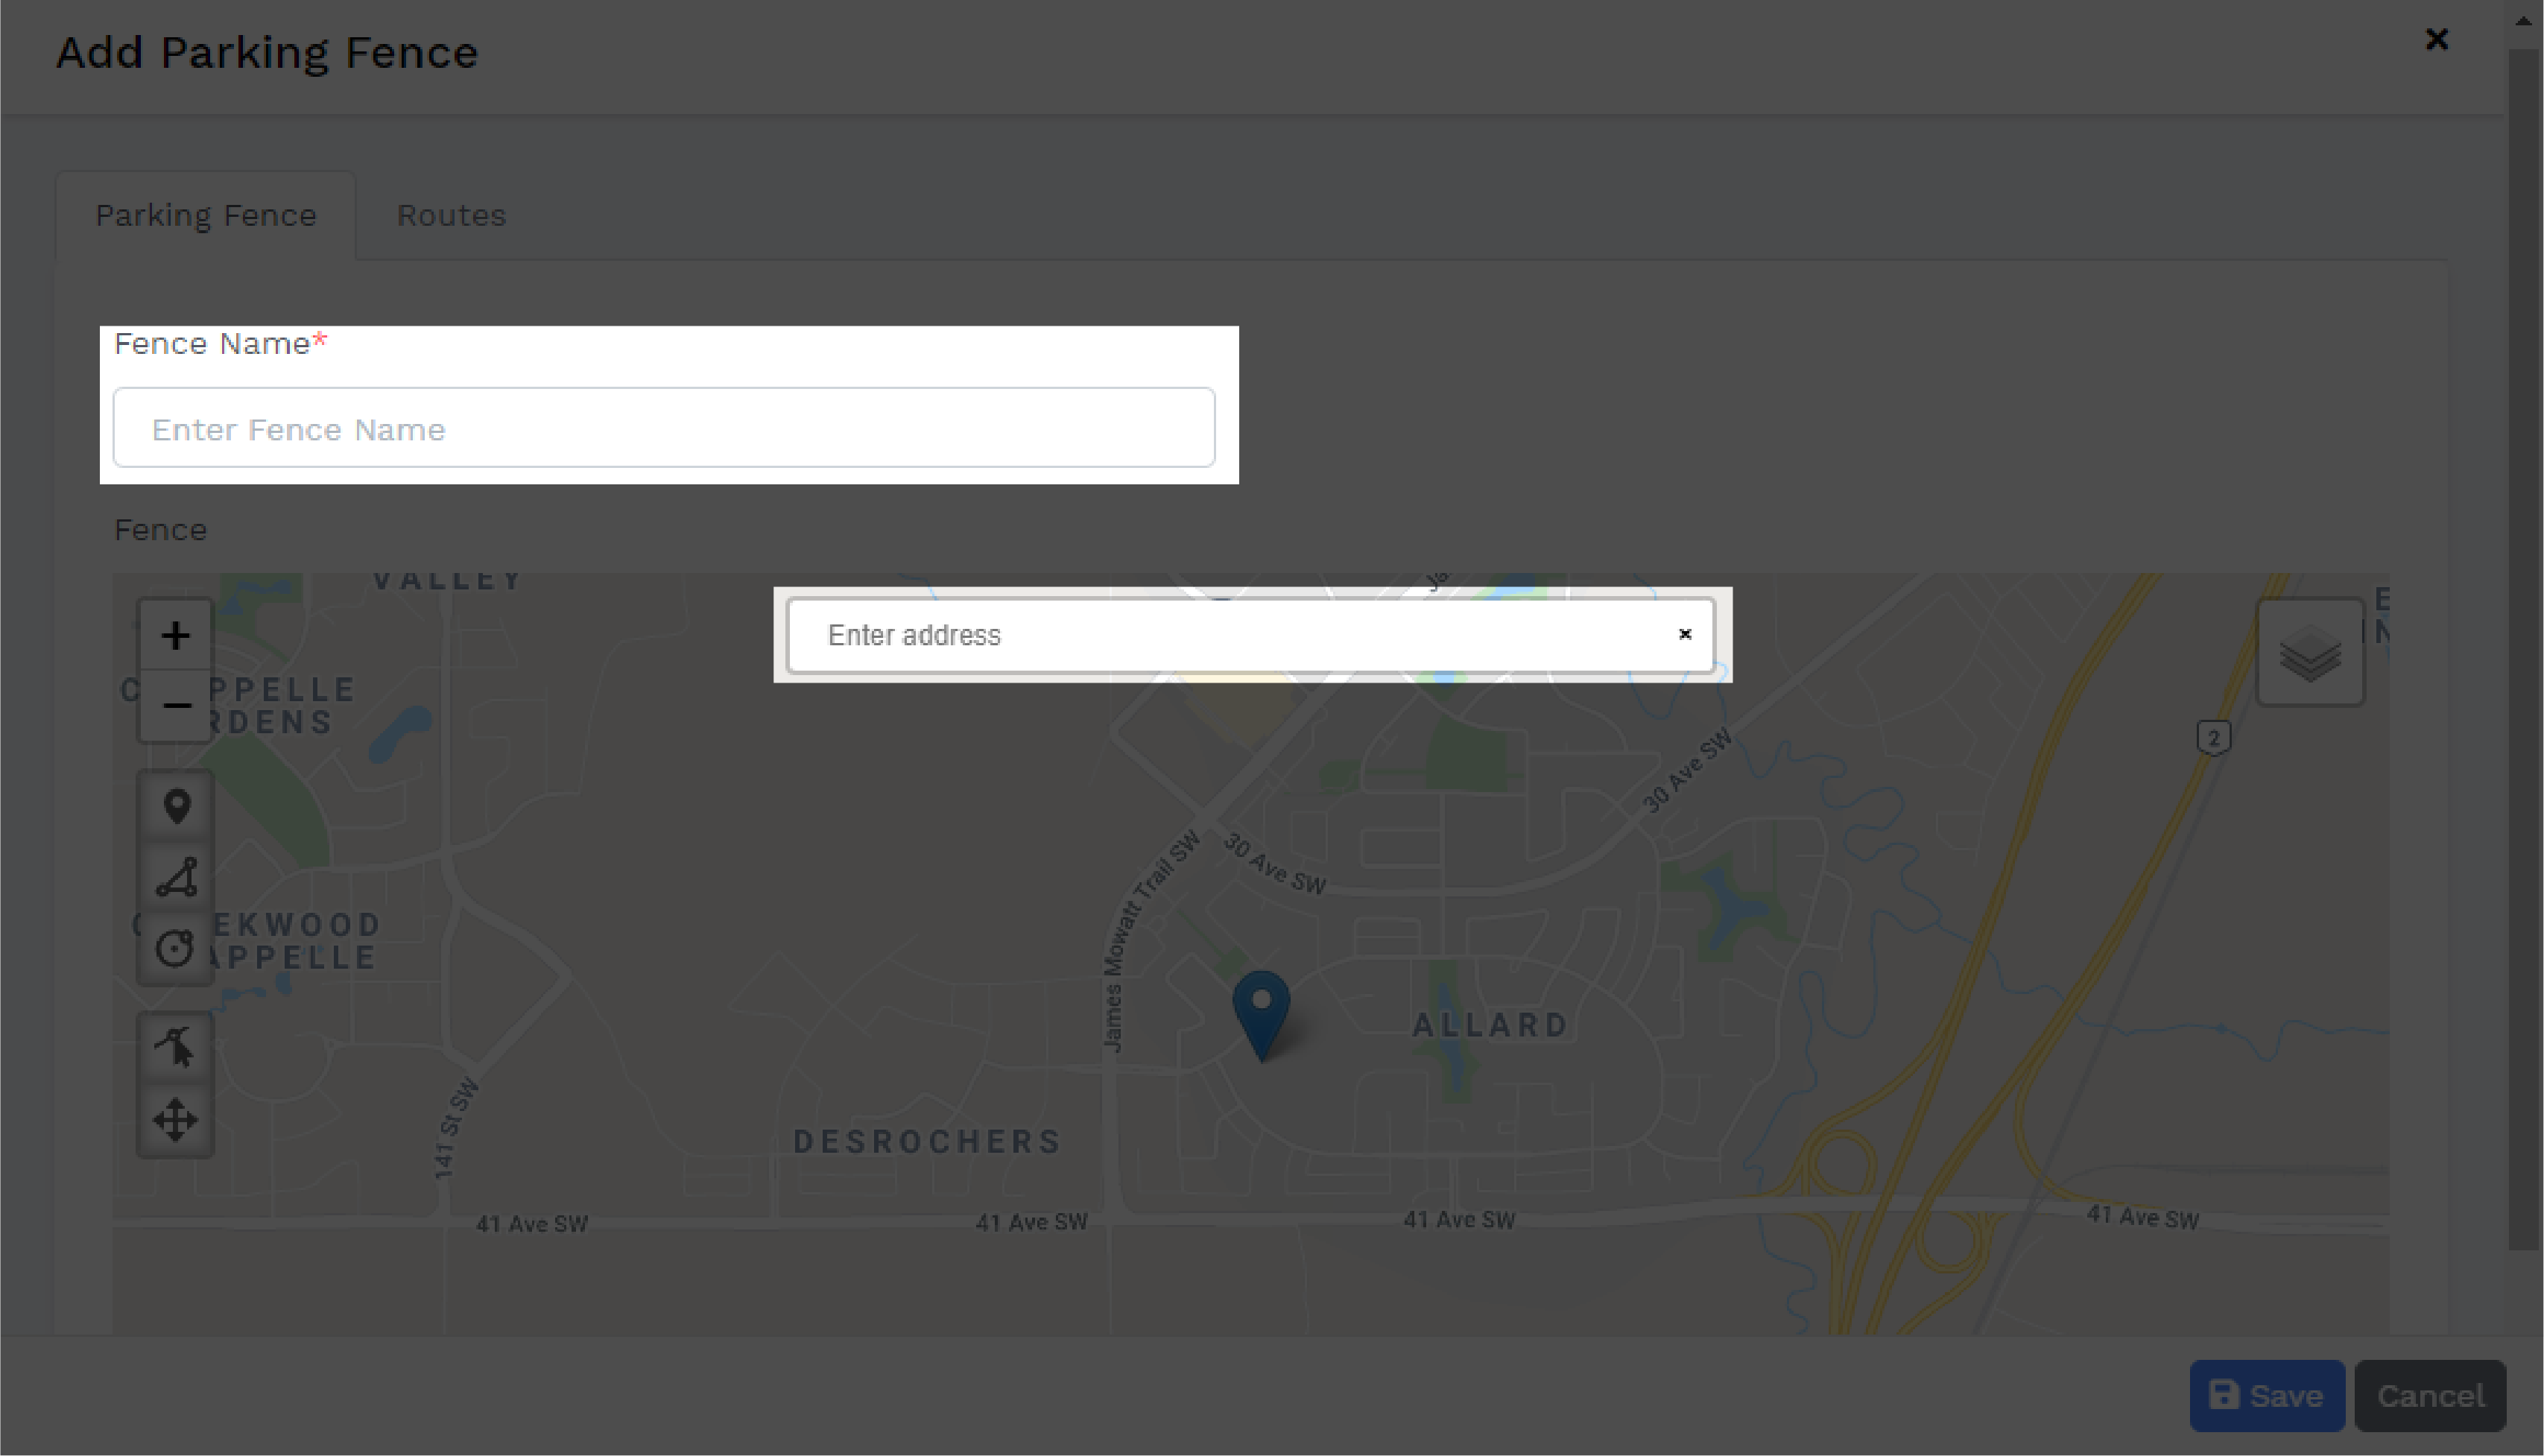 Add Parking Fence
Parking Fence
Routes
Fence Name*
Enter Fence Name
Fence
VALLEY
Enter address
PPELLE
RDENS
2
30 Ave SW
James Mowatt Trail SW
30 Ave SW
EKWOOD
APPELLE
ALLARD
141 St SW
DESROCHERS
41 Ave SW
41 Ave SW
41 Ave SW
41 Ave SW
Save
Cancel